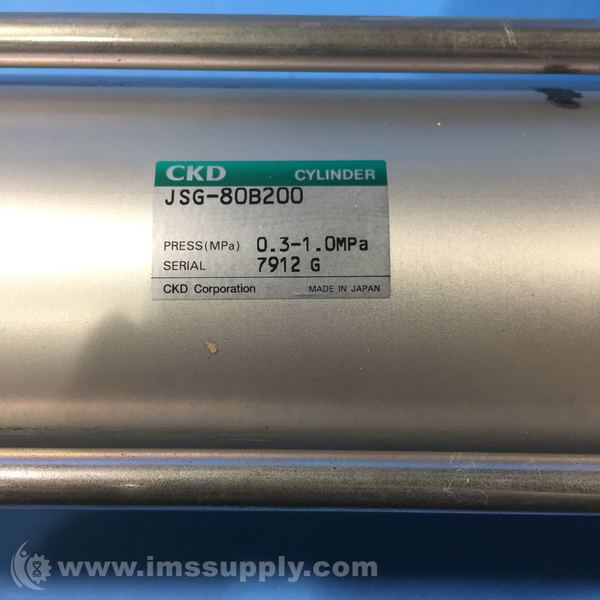 CKD CYLINDER
JSG-80B200
PRESS(MPa) 0.3-1.0MPa
SERIAL 7912 G
CKD Corporation MADE IN JAPAN
www.imssupply.com